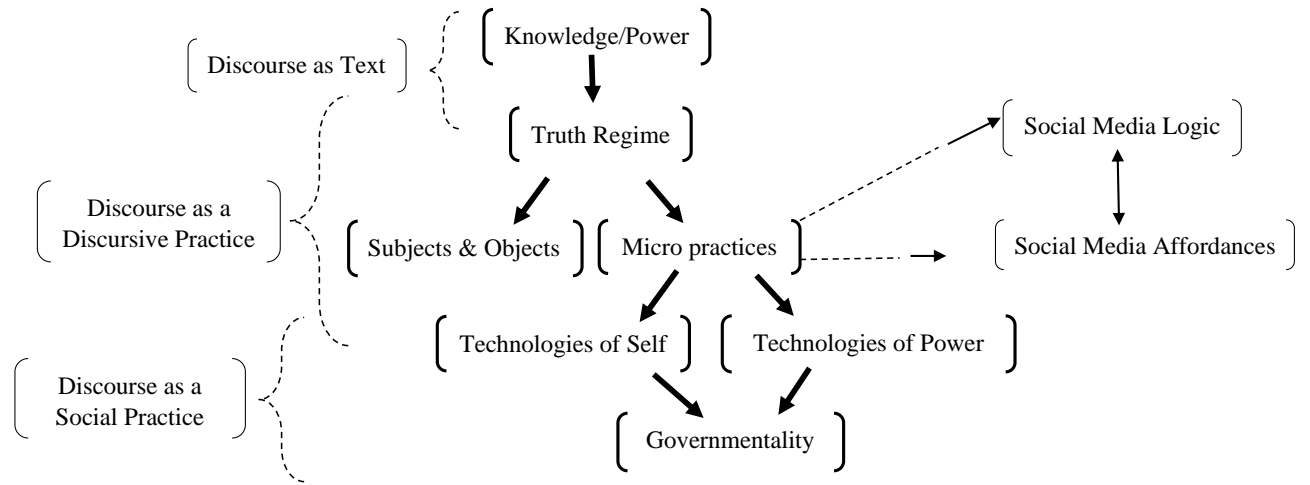 Knowledge/Power
Discourse as Text
Truth Regime
Social Media Logic
Discourse as a
Discursive Practice
Subjects & Objects
Micro practices
Social Media Affordances
Technologies of Self
Technologies of Power
Discourse as a
Social Practice
Governmentality